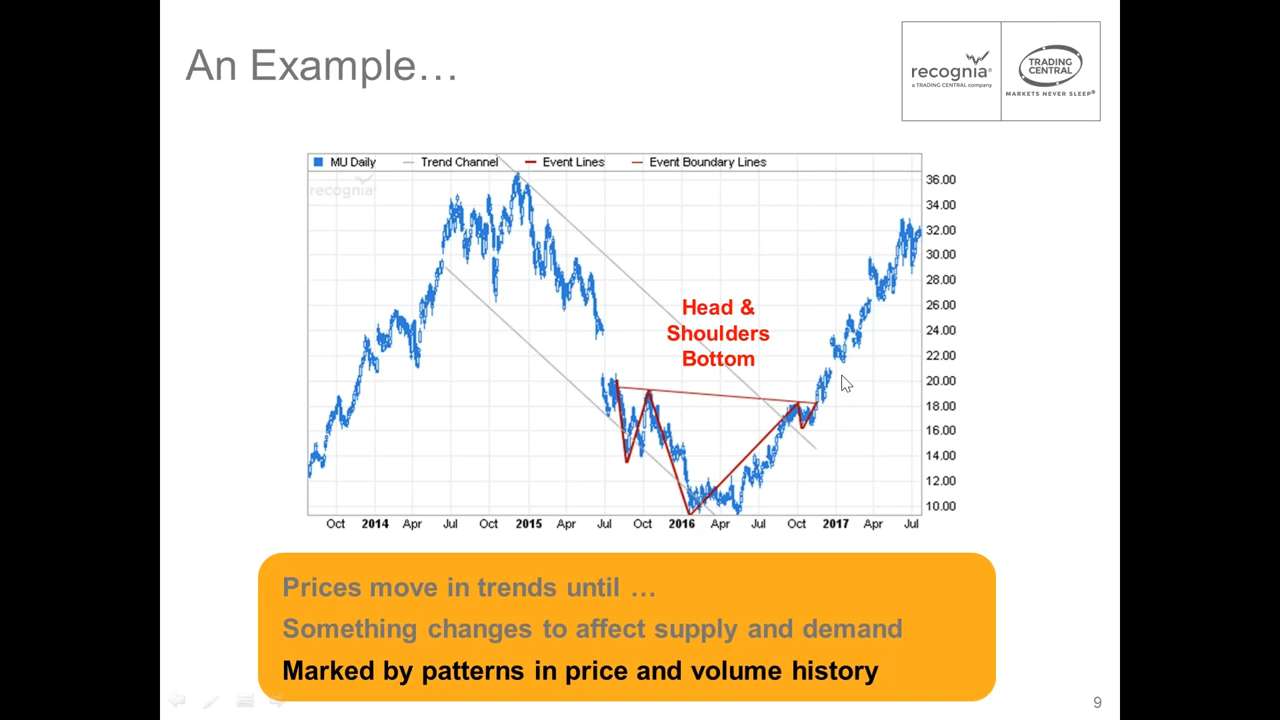 An Example…
recognia®
a TRADING CENTRAL company
TRADING
CENTRAL
MARKETS NEVER SLEEP®
MU Daily Trend Channel Event Lines Event Boundary Lines
recognia
36.00
34.00
32.00
30.00
28.00
26.00
24.00
22.00
20.00
18.00
16.00
14.00
12.00
10.00
Head &
Shoulders
Bottom
Oct 2014 Apr Jul Oct 2015 Apr Jul Oct 2016 Apr Jul Oct 2017 Apr Jul
Prices move in trends until …
Something changes to affect supply and demand
Marked by patterns in price and volume history
9